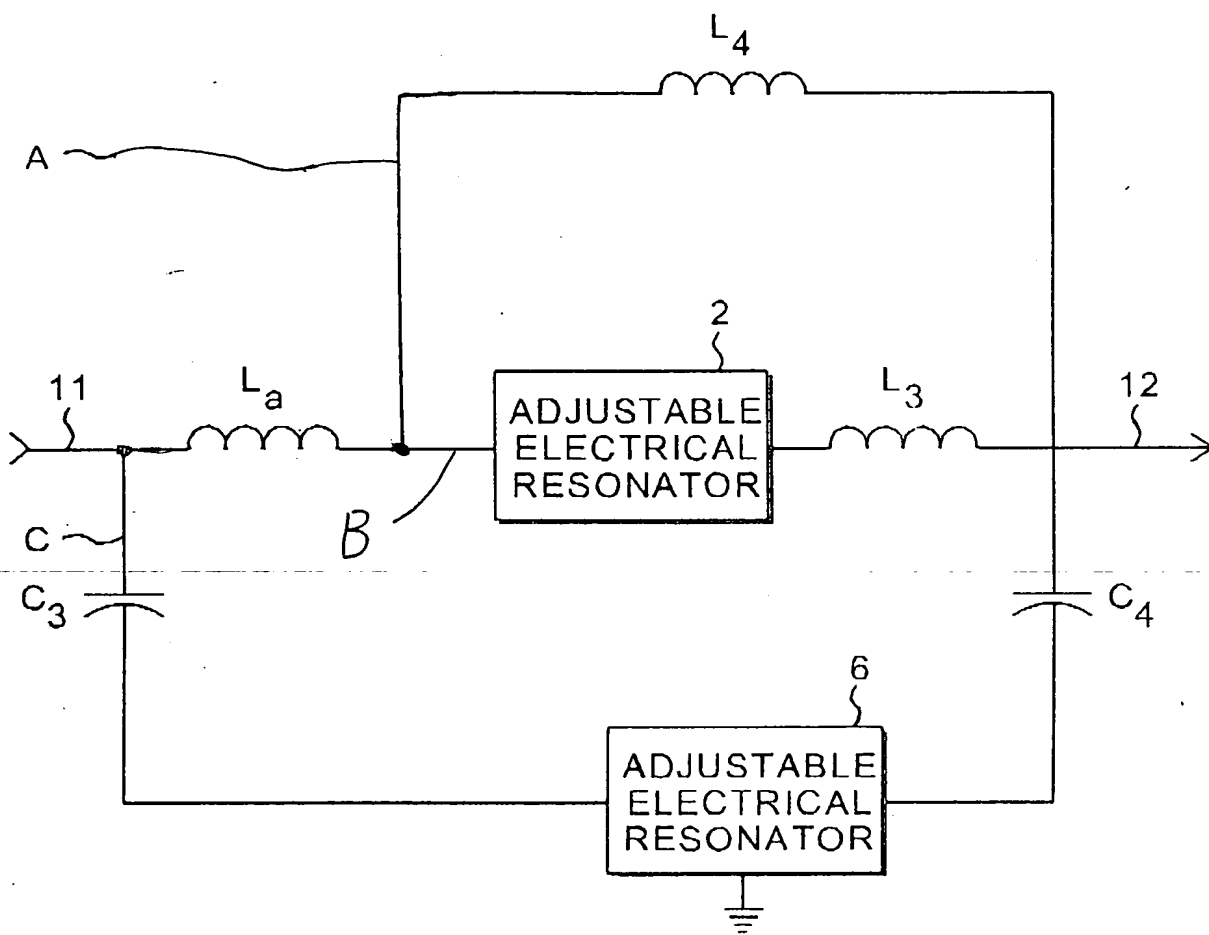 L4
A
2
11
La
ADJUSTABLE
ELECTRICAL
RESONATOR
L3
12
C
B
C3
C4
6
ADJUSTABLE
ELECTRICAL
RESONATOR